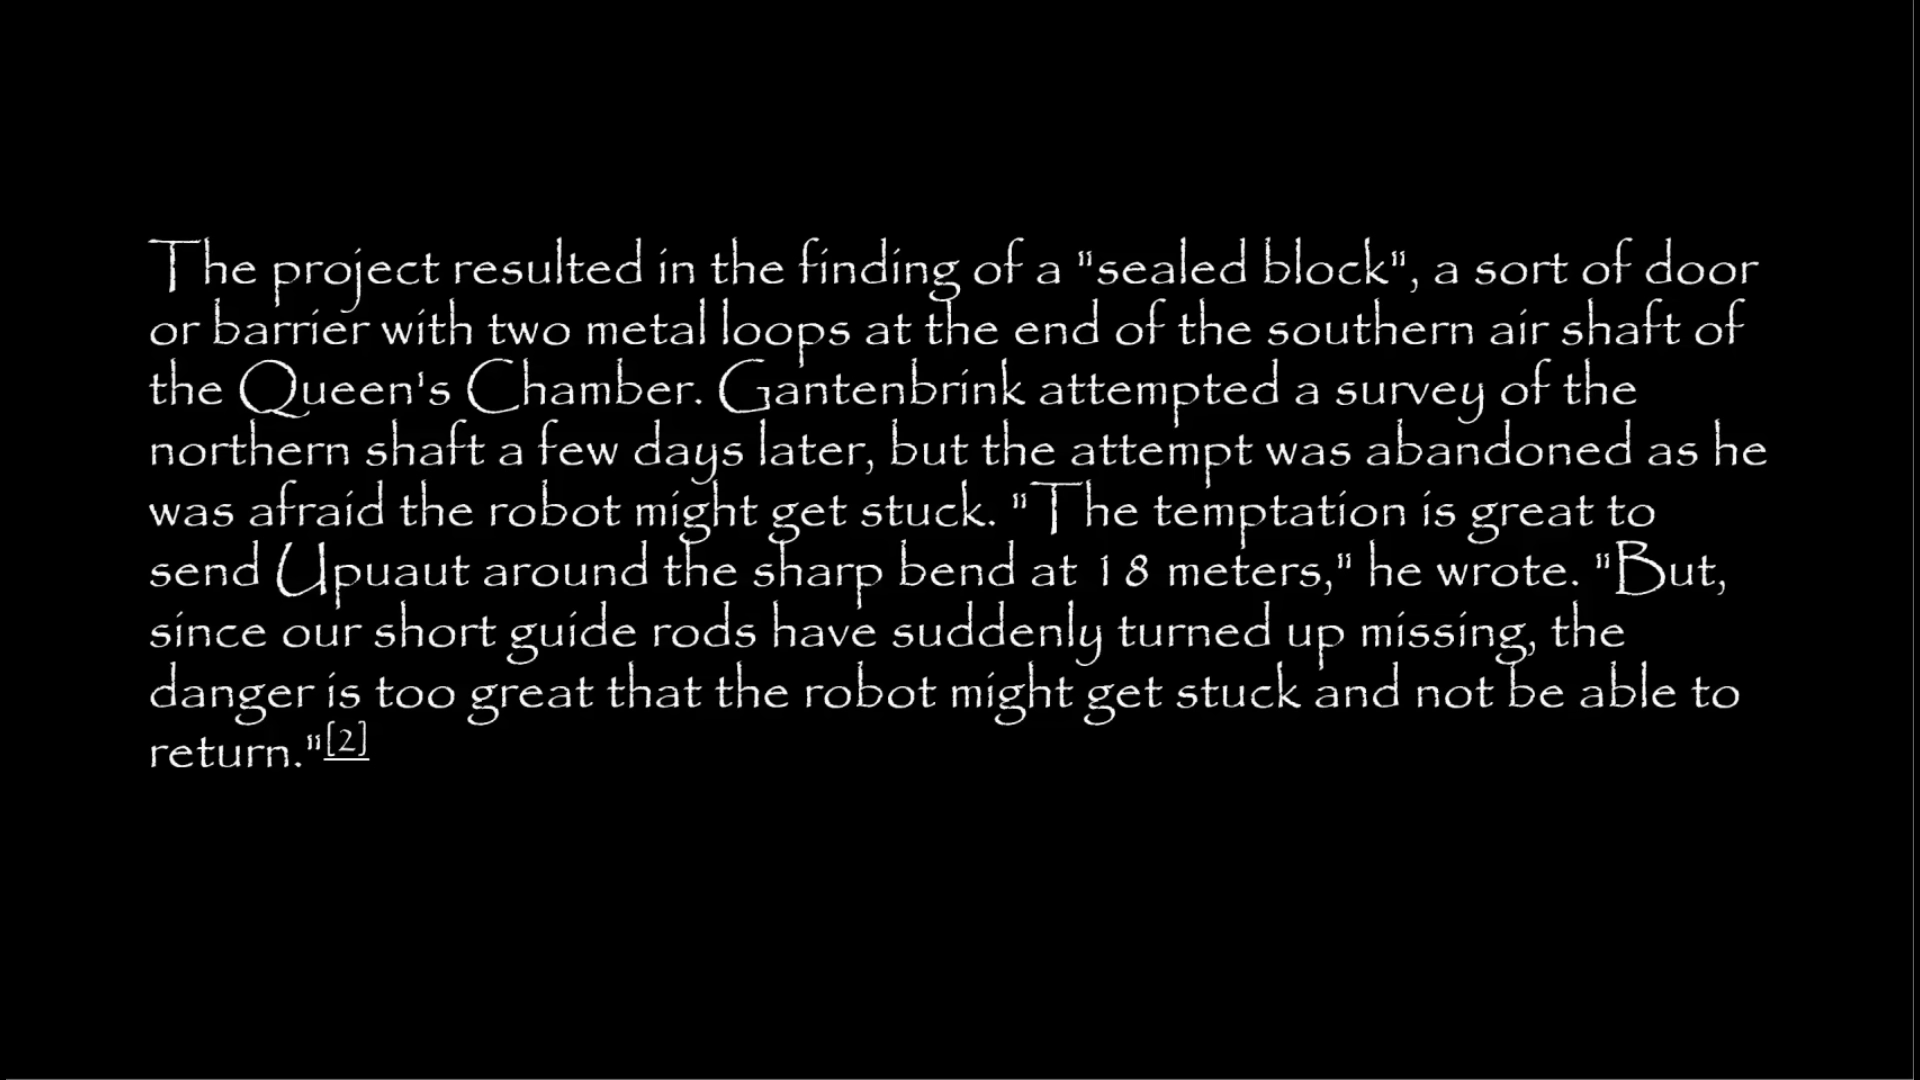 The project resulted in the finding of a "sealed block", a sort of door
or barrier with two metal loops at the end of the southern air shaft of
the Queen's Chamber. Gantenbrink attempted a survey of the
northern shaft a few days later, but the attempt was abandoned as he
was afraid the robot might get stuck. "The temptation is great to
send Upuaut around the sharp bend at 18 meters," he wrote. "But,
since our short guide rods have suddenly turned up missing, the
danger is too great that the robot might get stuck and not be able to
return."[2]